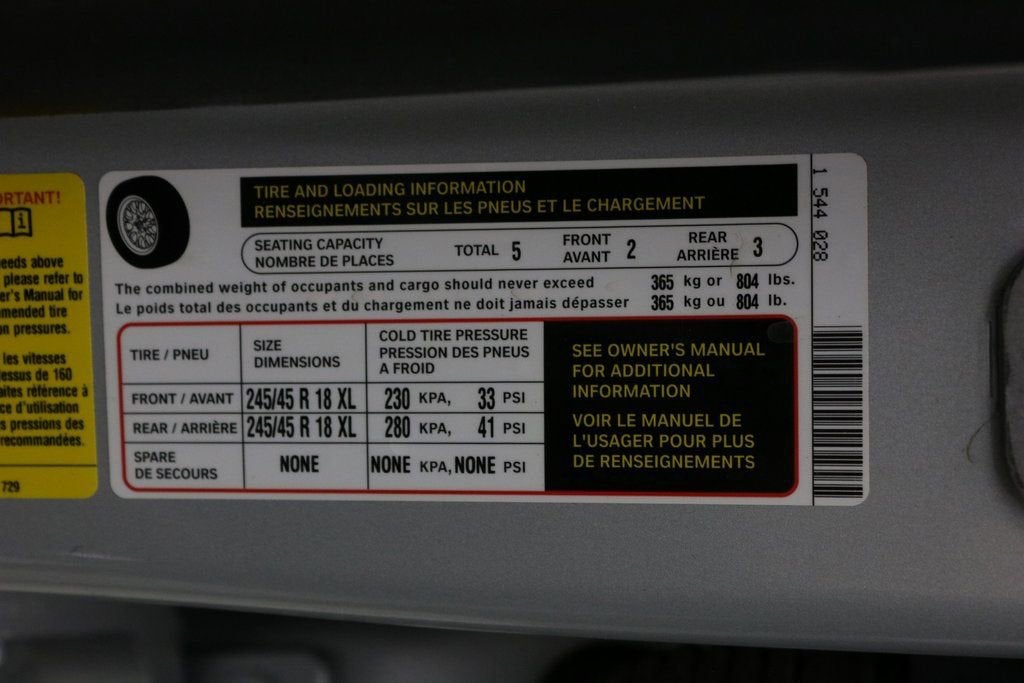 ORTANT!
i
eeds above
please refer to
er's Manual for
mended tire
on pressures.
les vitesses
dessus de 160
aites référence à
ce d'utilisation
s pressions des
recommandées.
729
TIRE AND LOADING INFORMATION
RENSEIGNEMENTS SUR LES PNEUS ET LE CHARGEMENT
SEATING CAPACITY
NOMBRE DE PLACES
TOTAL 5
FRONT
AVANT 2
REAR
ARRIÈRE 3
The combined weight of occupants and cargo should never exceed 365 kg or 804 lbs.
Le poids total des occupants et du chargement ne doit jamais dépasser 365 kg ou 804 lb.
TIRE / PNEU
SIZE
DIMENSIONS
COLD TIRE PRESSURE
PRESSION DES PNEUS
A FROID
FRONT / AVANT 245/45 R 18 XL 230 KPA, 33 PSI
REAR / ARRIÈRE 245/45 R 18 XL 280 KPA, 41 PSI
SPARE
DE SECOURS
NONE NONE KPA, NONE PSI
SEE OWNER'S MANUAL
FOR ADDITIONAL
INFORMATION
VOIR LE MANUEL DE
L'USAGER POUR PLUS
DE RENSEIGNEMENTS
1 544 028